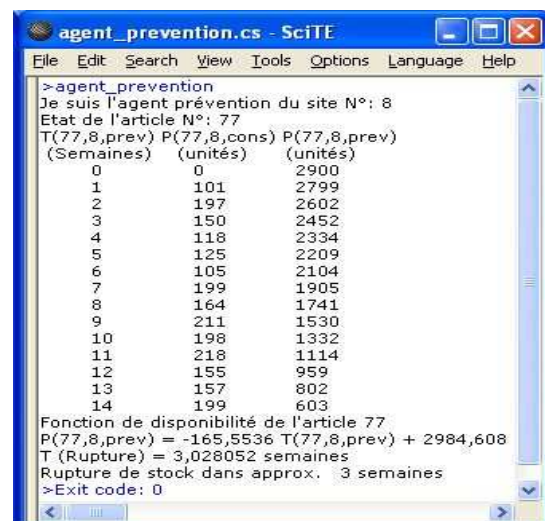 agent_prevention.cs - SciTE
File Edit Search View Tools Options Language Help
>agent_prevention
Je suis l'agent prévention du site N°: 8
Etat de l'article N°: 77
T(77,8,prev) P(77,8,cons) P(77,8,prev)
(Semaines) (unités) (unités)
0 0 2900
1 101 2799
2 197 2602
3 150 2452
4 118 2334
5 125 2209
6 105 2104
7 199 1905
8 164 1741
9 211 1530
10 198 1332
11 218 1114
12 155 959
13 157 802
14 199 603
Fonction de disponibilité de l'article 77
P(77,8,prev) = -165,5536 T(77,8,prev) + 2984,608
T (Rupture) = 3,028052 semaines
Rupture de stock dans approx. 3 semaines
>Exit code: 0